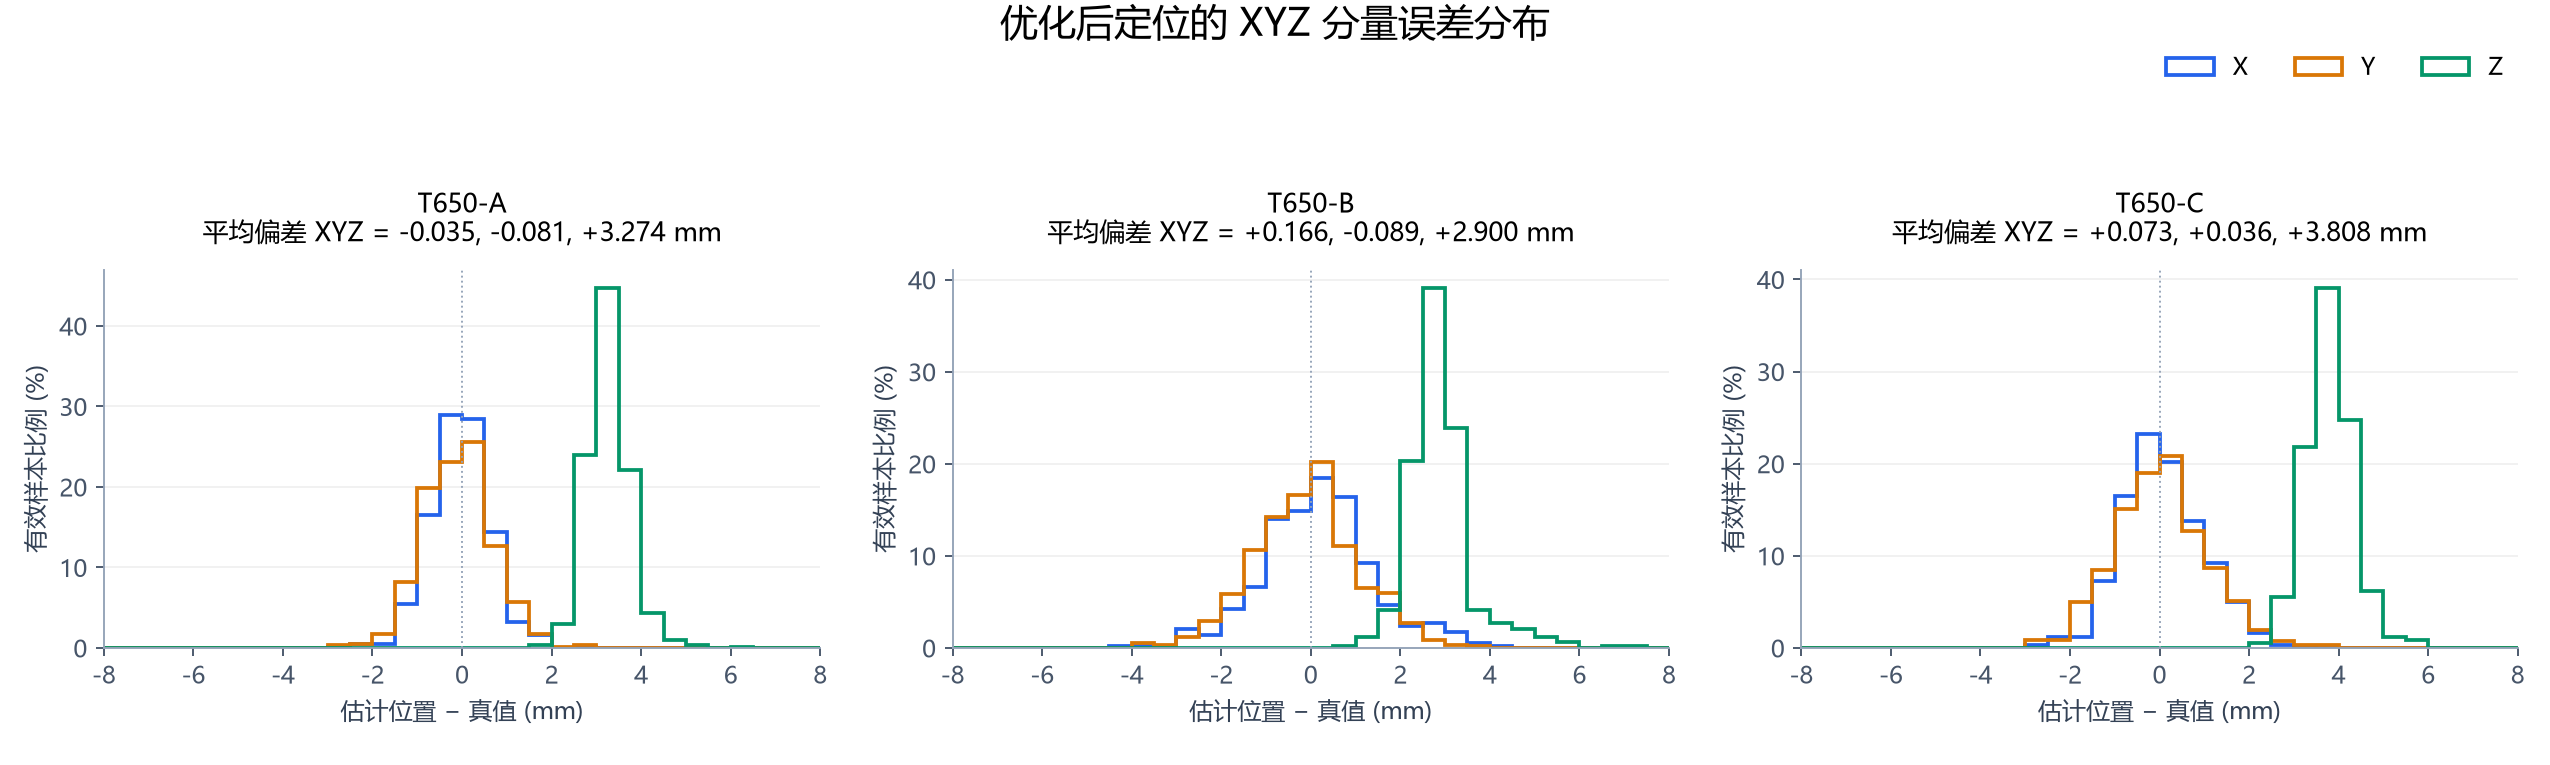 优化后定位的 XYZ 分量误差分布
X Y Z
T650-A
平均偏差 XYZ = -0.035, -0.081, +3.274 mm
有效样本比例 (%)
40
30
20
10
0
-8 -6 -4 -2 0 2 4 6 8
估计位置 − 真值 (mm)
T650-B
平均偏差 XYZ = +0.166, -0.089, +2.900 mm
有效样本比例 (%)
40
30
20
10
0
-8 -6 -4 -2 0 2 4 6 8
估计位置 − 真值 (mm)
T650-C
平均偏差 XYZ = +0.073, +0.036, +3.808 mm
有效样本比例 (%)
40
30
20
10
0
-8 -6 -4 -2 0 2 4 6 8
估计位置 − 真值 (mm)